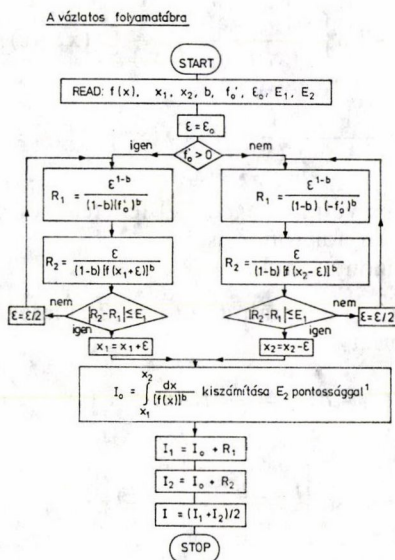 A vázlatos folyamatábra
START
READ: f(x), x₁, x₂, b, f₀', ε₀, E₁, E₂
ε=ε₀
igen f₀'>0 nem
R₁ = ε^(1-b) / ((1-b)(f₀')^b)
R₁ = ε^(1-b) / ((1-b) (-f₀')^b)
R₂ = ε / ((1-b)[f(x₁+ε)]^b)
R₂ = ε / ((1-b)[f(x₂-ε)]^b)
ε=ε/2 nem |R₂-R₁|≤E₁ igen
|R₂-R₁|≤E₁ nem ε=ε/2 igen
x₁=x₁+ε
x₂=x₂-ε
I₀ = ∫ₓ₁^x₂ dx/[f(x)]^b kiszámítása E₂ pontossággal¹
I₁ = I₀ + R₁
I₂ = I₀ + R₂
I = (I₁+I₂)/2
STOP